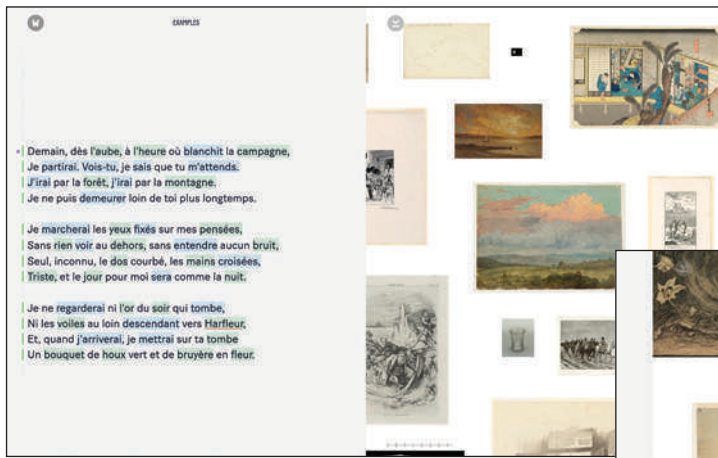 EXAMPLES
Demain, dès l'aube, à l'heure où blanchit la campagne,
Je partirai. Vois-tu, je sais que tu m'attends.
J'irai par la forêt, j'irai par la montagne.
Je ne puis demeurer loin de toi plus longtemps.
Je marcherai les yeux fixés sur mes pensées,
Sans rien voir au dehors, sans entendre aucun bruit,
Seul, inconnu, le dos courbé, les mains croisées,
Triste, et le jour pour moi sera comme la nuit.
Je ne regarderai ni l'or du soir qui tombe,
Ni les voiles au loin descendant vers Harfleur,
Et, quand j'arriverai, je mettrai sur ta tombe
Un bouquet de houx vert et de bruyère en fleur.